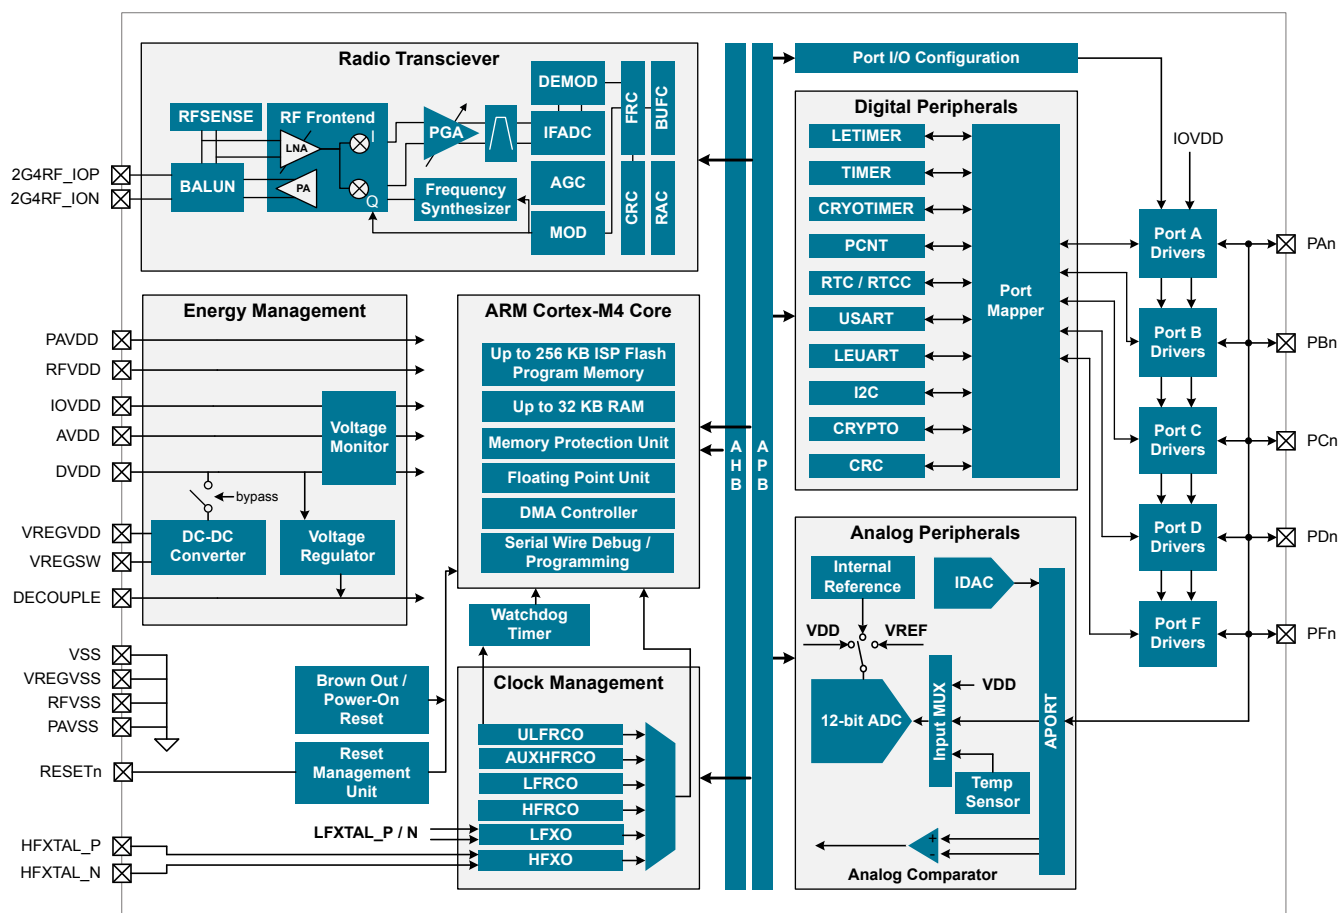 Radio Transciever
RFSENSE
RF Frontend
LNA
I
PA
Q
BALUN
PGA
DEMOD
IFADC
AGC
MOD
Frequency
Synthesizer
FRC
BUFC
CRC
RAC
2G4RF_IOP
2G4RF_ION
Energy Management
PAVDD
RFVDD
IOVDD
AVDD
DVDD
VREGVDD
VREGSW
DECOUPLE
Voltage
Monitor
bypass
DC-DC
Converter
Voltage
Regulator
VSS
VREGVSS
RFVSS
PAVSS
RESETn
HFXTAL_P
HFXTAL_N
Brown Out /
Power-On
Reset
Reset
Management
Unit
LFXTAL_P / N
ARM Cortex-M4 Core
Up to 256 KB ISP Flash
Program Memory
Up to 32 KB RAM
Memory Protection Unit
Floating Point Unit
DMA Controller
Serial Wire Debug /
Programming
Watchdog
Timer
Clock Management
ULFRCO
AUXHFRCO
LFRCO
HFRCO
LFXO
HFXO
AHB
APB
Port I/O Configuration
Digital Peripherals
LETIMER
TIMER
CRYOTIMER
PCNT
RTC / RTCC
USART
LEUART
I2C
CRYPTO
CRC
Port
Mapper
IOVDD
Port A
Drivers
Port B
Drivers
Port C
Drivers
Port D
Drivers
Port F
Drivers
PAn
PBn
PCn
PDn
PFn
Analog Peripherals
Internal
Reference
IDAC
VDD
VREF
12-bit ADC
Input MUX
VDD
Temp
Sensor
APORT
+
-
Analog Comparator